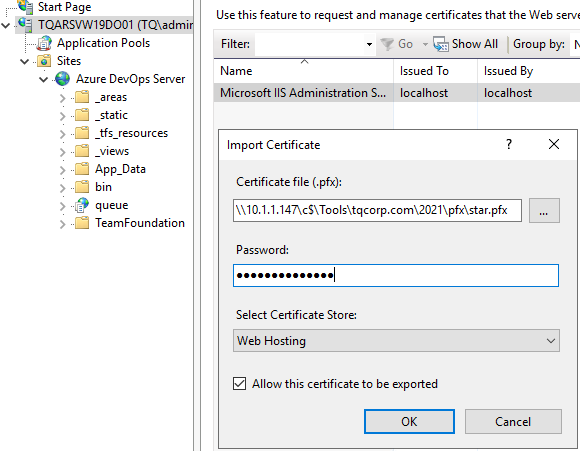 Start Page
TQARSVW19DO01 (TQ\admir
Application Pools
Sites
Azure DevOps Server
_areas
_static
_tfs_resources
_views
App_Data
bin
queue
TeamFoundation
Use this feature to request and manage certificates that the Web serve
Filter: Go Show All Group by: N
Name Issued To Issued By
Microsoft IIS Administration S... localhost localhost
Import Certificate ?
Certificate file (.pfx):
\\10.1.1.147\c$\Tools\tqcorp.com\2021\pfx\star.pfx ...
Password:
●●●●●●●●●●●●●●
Select Certificate Store:
Web Hosting
Allow this certificate to be exported
OK Cancel